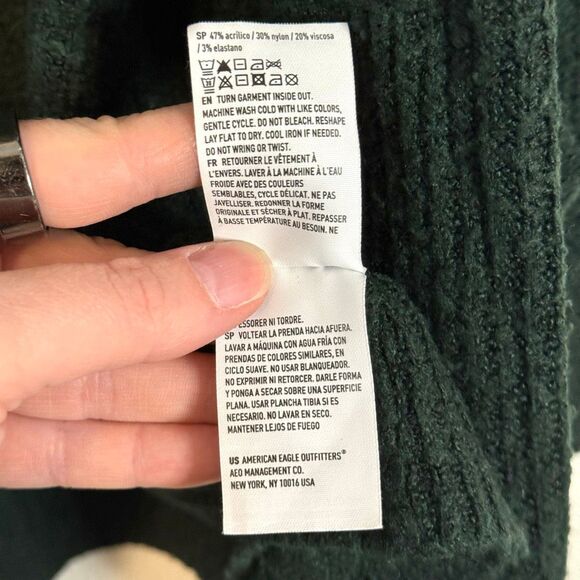 SP 47% acrílico / 30% nylon / 20% viscosa
/ 3% elastano
EN TURN GARMENT INSIDE OUT.
MACHINE WASH COLD WITH LIKE COLORS,
GENTLE CYCLE. DO NOT BLEACH. RESHAPE
LAY FLAT TO DRY. COOL IRON IF NEEDED.
DO NOT WRING OR TWIST.
FR RETOURNER LE VÊTEMENT À
L'ENVERS. LAVER À LA MACHINE À L'EAU
FROIDE AVEC DES COULEURS
SEMBLABLES, CYCLE DÉLICAT. NE PAS
JAVELLISER. REDONNER LA FORME
ORIGINALE ET SÉCHER À PLAT. REPASSER
À BASSE TEMPÉRATURE AU BESOIN. NE
ESSORER NI TORDRE.
SP VOLTEAR LA PRENDA HACIA AFUERA.
LAVAR A MÁQUINA CON AGUA FRÍA CON
PRENDAS DE COLORES SIMILARES, EN
CICLO SUAVE. NO USAR BLANQUEADOR.
NO EXPRIMIR NI RETORCER. DARLE FORMA
Y PONGA A SECAR SOBRE UNA SUPERFICIE
PLANA. USAR PLANCHA TIBIA SI ES
NECESARIO. NO LAVAR EN SECO.
MANTENER LEJOS DE FUEGO
US AMERICAN EAGLE OUTFITTERS®
AEO MANAGEMENT CO.
NEW YORK, NY 10016 USA